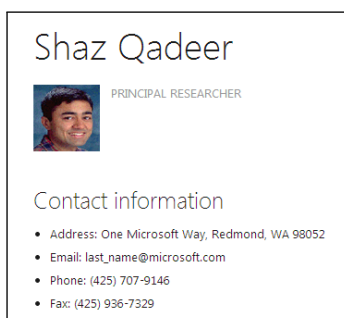 Shaz Qadeer
PRINCIPAL RESEARCHER
Contact information
• Address: One Microsoft Way, Redmond, WA 98052
• Email: last_name@microsoft.com
• Phone: (425) 707-9146
• Fax: (425) 936-7329